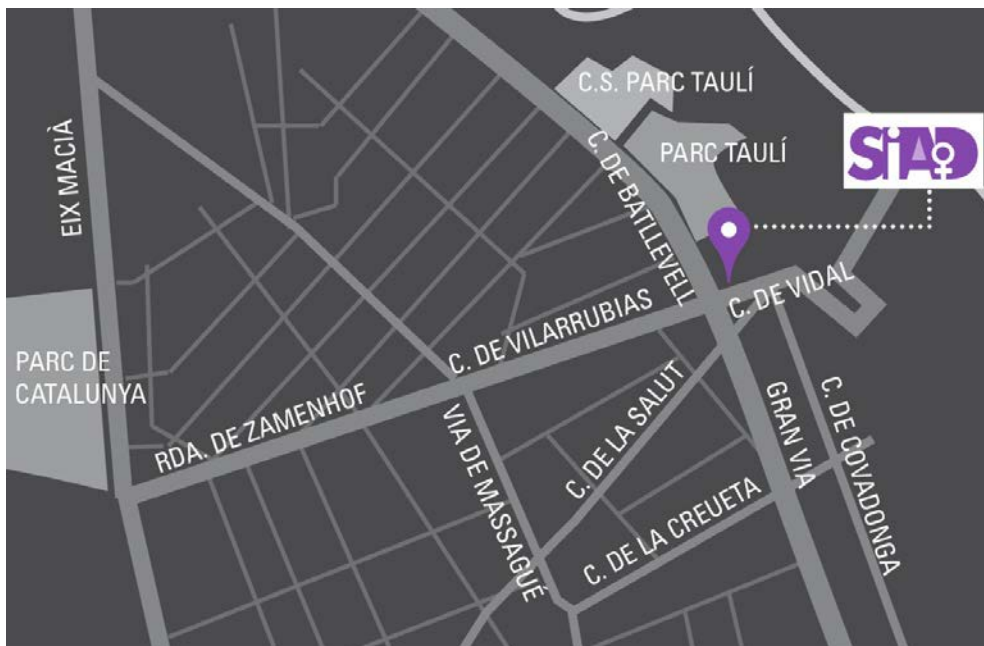 C.S. PARC TAULÍ
PARC TAULÍ
SiAD
EIX MACIÀ
C. DE BATLLEVELL
C. DE VIDAL
C. DE VILARRUBIAS
PARC DE
CATALUNYA
RDA. DE ZAMENHOF
VIA DE MASSAGUÉ
C. DE LA SALUT
GRAN VIA
C. DE COVADONGA
C. DE LA CREUETA